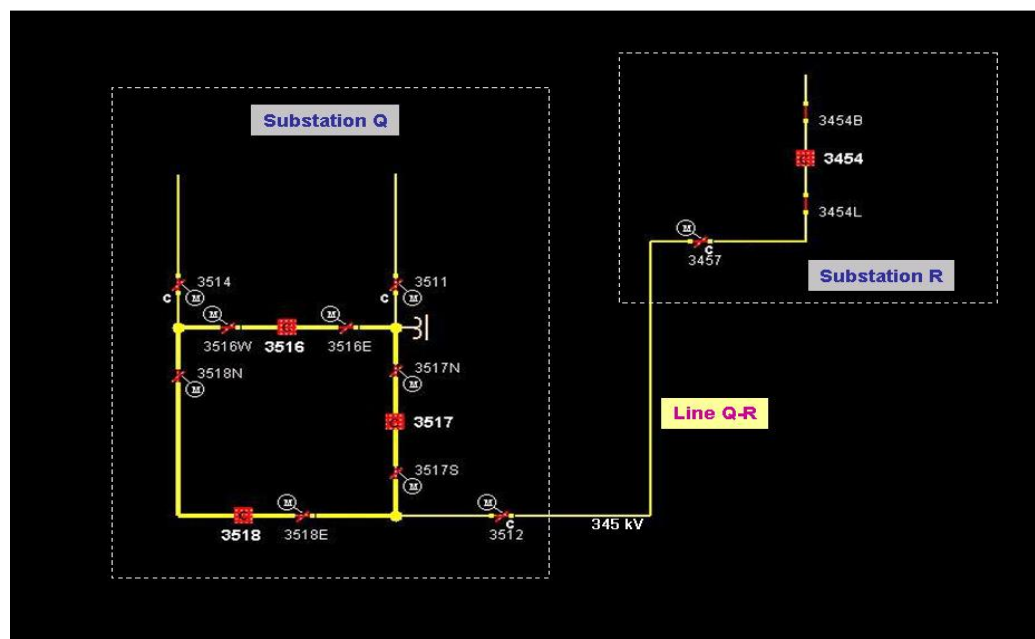 Substation Q
3454B
3454
3454L
M
3457
C
Substation R
3514
C
M
3511
C
M
M
3516W
3516
M
3516E
3518N
M
3517N
M
3517
Line Q-R
3517S
M
3518
M
3518E
M
3512
C
345 kV